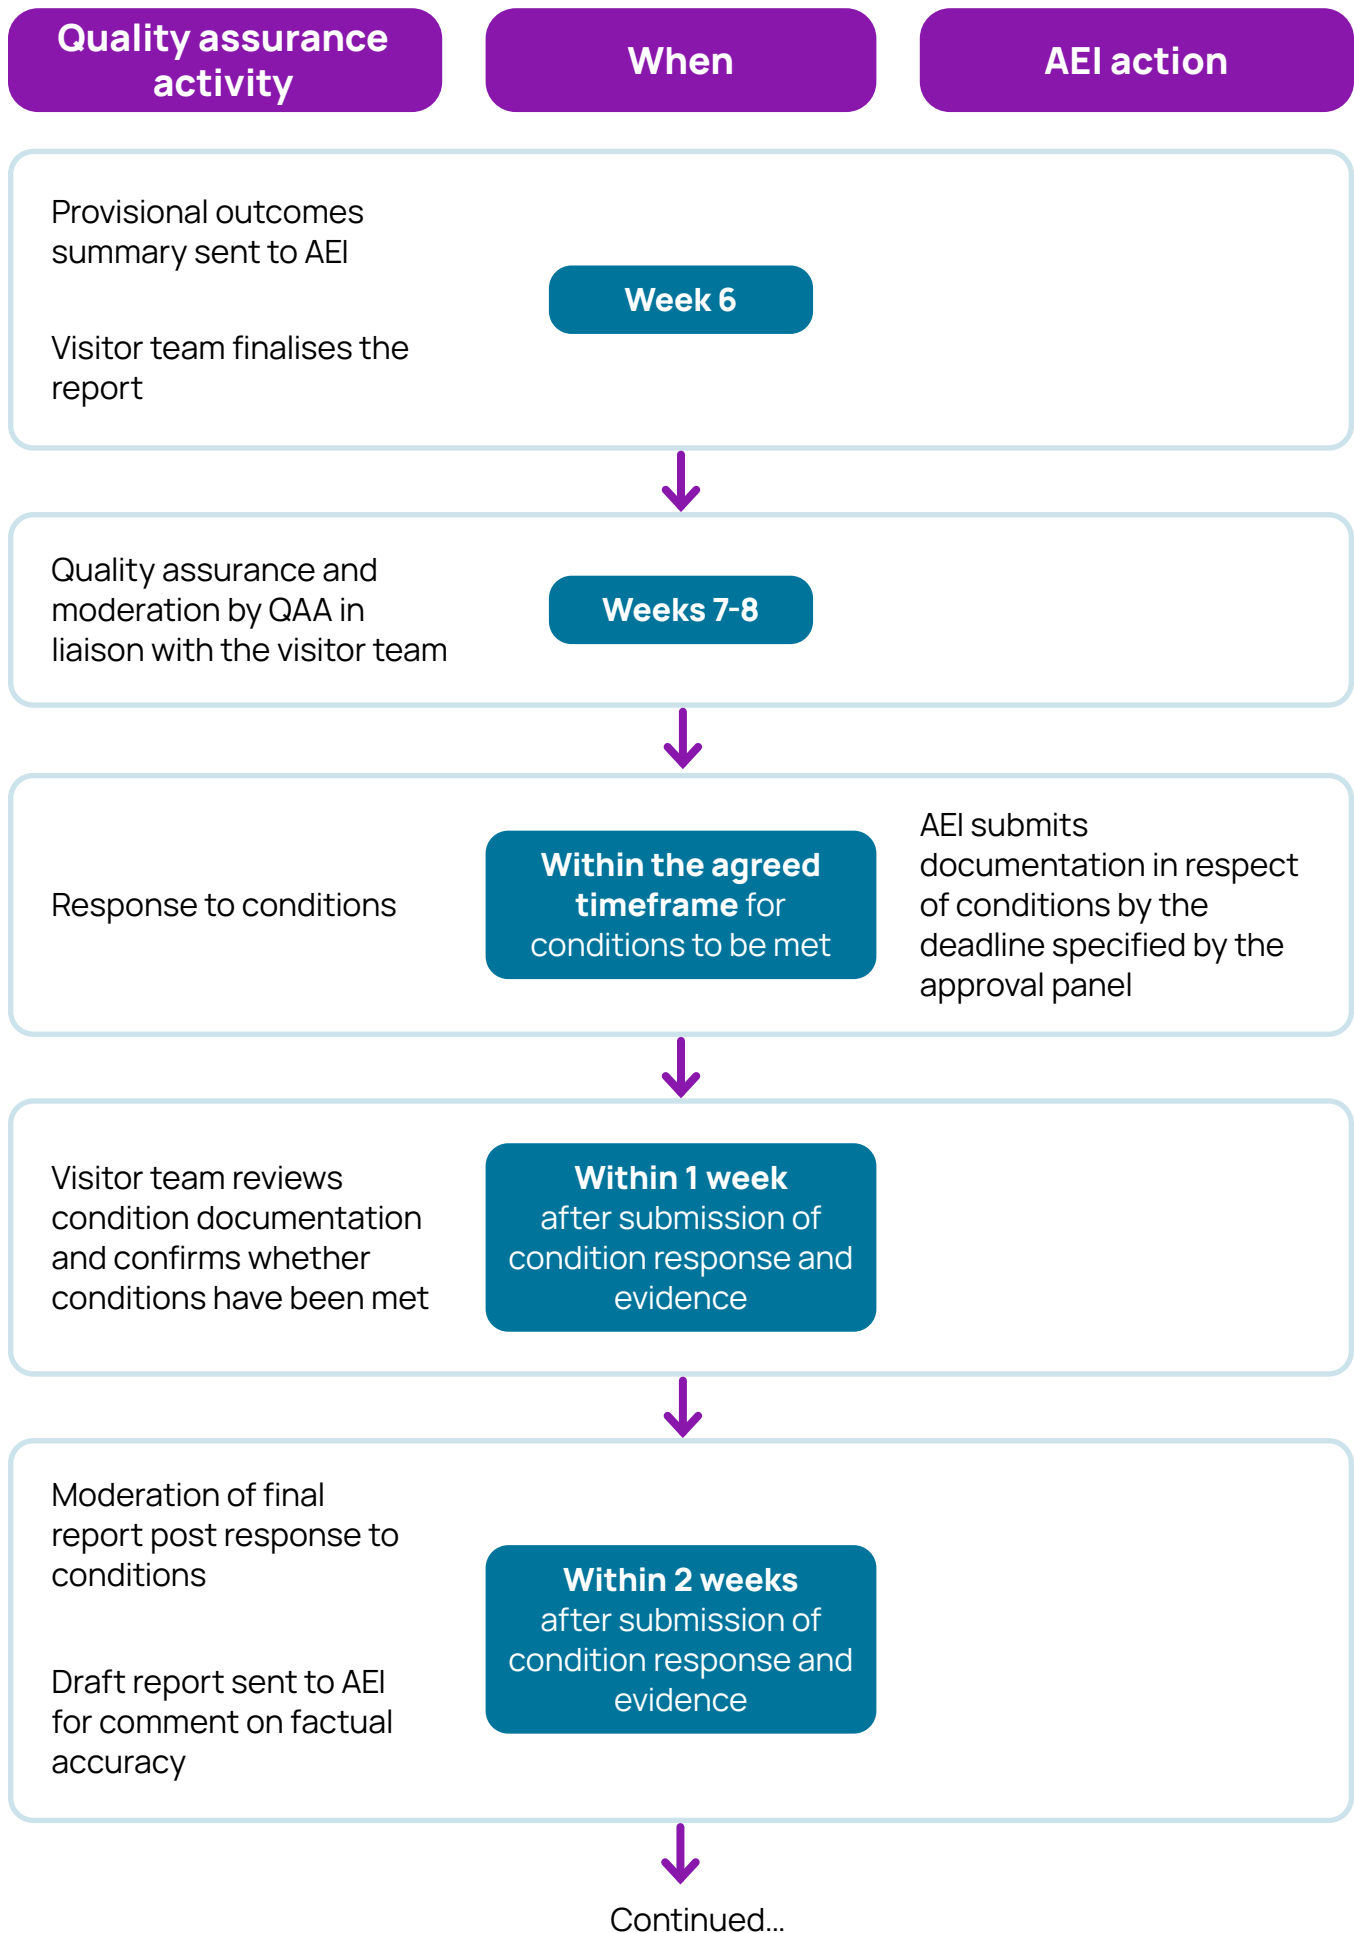 Quality assurance
activity
When
AEI action
Provisional outcomes
summary sent to AEI
Visitor team finalises the
report
Week 6
Quality assurance and
moderation by QAA in
liaison with the visitor team
Weeks 7-8
Response to conditions
Within the agreed
timeframe for
conditions to be met
AEI submits
documentation in respect
of conditions by the
deadline specified by the
approval panel
Visitor team reviews
condition documentation
and confirms whether
conditions have been met
Within 1 week
after submission of
condition response and
evidence
Moderation of final
report post response to
conditions
Draft report sent to AEI
for comment on factual
accuracy
Within 2 weeks
after submission of
condition response and
evidence
Continued...